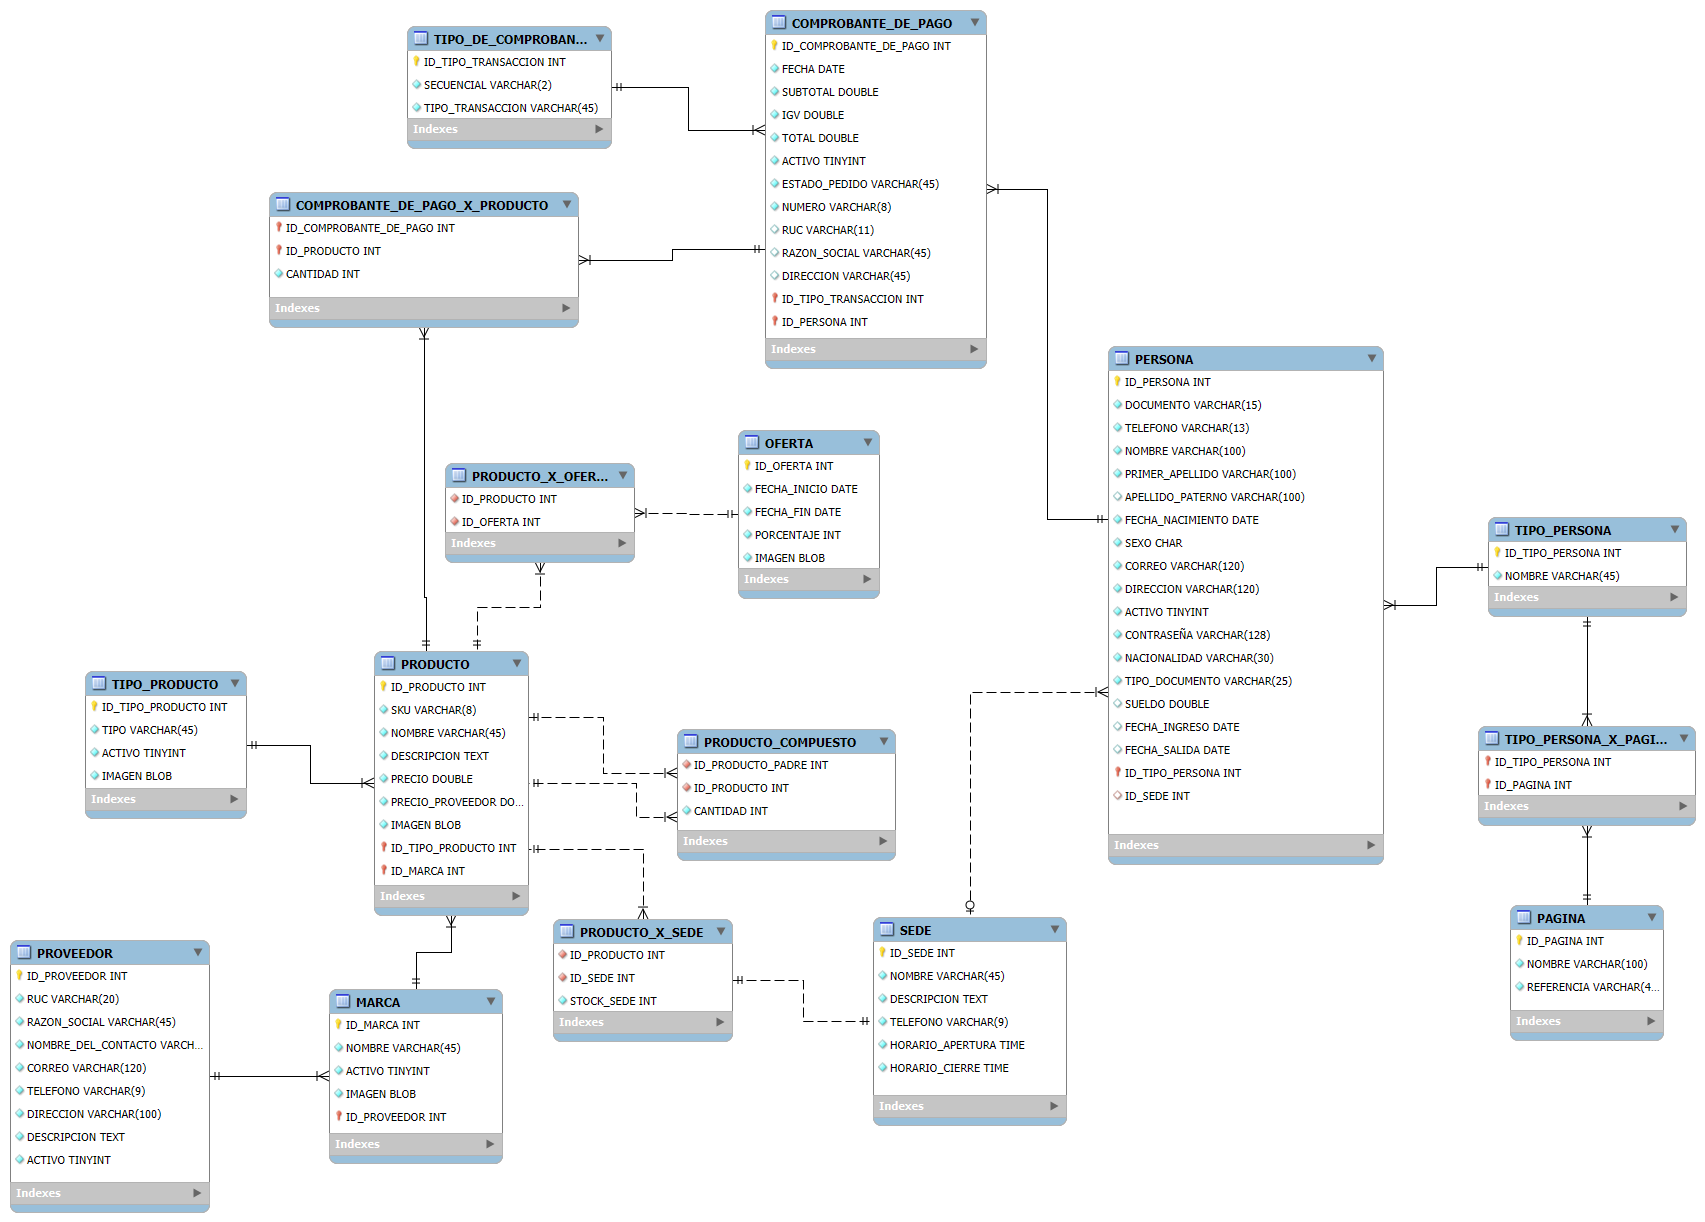 TIPO_DE_COMPROBAN...
ID_TIPO_TRANSACCION INT
SECUENCIAL VARCHAR(2)
TIPO_TRANSACCION VARCHAR(45)
Indexes
COMPROBANTE_DE_PAGO
ID_COMPROBANTE_DE_PAGO INT
FECHA DATE
SUBTOTAL DOUBLE
IGV DOUBLE
TOTAL DOUBLE
ACTIVO TINYINT
ESTADO_PEDIDO VARCHAR(45)
NUMERO VARCHAR(8)
RUC VARCHAR(11)
RAZON_SOCIAL VARCHAR(45)
DIRECCION VARCHAR(45)
ID_TIPO_TRANSACCION INT
ID_PERSONA INT
Indexes
COMPROBANTE_DE_PAGO_X_PRODUCTO
ID_COMPROBANTE_DE_PAGO INT
ID_PRODUCTO INT
CANTIDAD INT
Indexes
PERSONA
ID_PERSONA INT
DOCUMENTO VARCHAR(15)
TELEFONO VARCHAR(13)
NOMBRE VARCHAR(100)
PRIMER_APELLIDO VARCHAR(100)
APELLIDO_PATERNO VARCHAR(100)
FECHA_NACIMIENTO DATE
SEXO CHAR
CORREO VARCHAR(120)
DIRECCION VARCHAR(120)
ACTIVO TINYINT
CONTRASEÑA VARCHAR(128)
NACIONALIDAD VARCHAR(30)
TIPO_DOCUMENTO VARCHAR(25)
SUELDO DOUBLE
FECHA_INGRESO DATE
FECHA_SALIDA DATE
ID_TIPO_PERSONA INT
ID_SEDE INT
Indexes
OFERTA
ID_OFERTA INT
FECHA_INICIO DATE
FECHA_FIN DATE
PORCENTAJE INT
IMAGEN BLOB
Indexes
PRODUCTO_X_OFER...
ID_PRODUCTO INT
ID_OFERTA INT
Indexes
TIPO_PERSONA
ID_TIPO_PERSONA INT
NOMBRE VARCHAR(45)
Indexes
PRODUCTO
ID_PRODUCTO INT
SKU VARCHAR(8)
NOMBRE VARCHAR(45)
DESCRIPCION TEXT
PRECIO DOUBLE
PRECIO_PROVEEDOR DO...
IMAGEN BLOB
ID_TIPO_PRODUCTO INT
ID_MARCA INT
Indexes
TIPO_PRODUCTO
ID_TIPO_PRODUCTO INT
TIPO VARCHAR(45)
ACTIVO TINYINT
IMAGEN BLOB
Indexes
PRODUCTO_COMPUESTO
ID_PRODUCTO_PADRE INT
ID_PRODUCTO INT
CANTIDAD INT
Indexes
TIPO_PERSONA_X_PAGI...
ID_TIPO_PERSONA INT
ID_PAGINA INT
Indexes
PAGINA
ID_PAGINA INT
NOMBRE VARCHAR(100)
REFERENCIA VARCHAR(4...
Indexes
PRODUCTO_X_SEDE
ID_PRODUCTO INT
ID_SEDE INT
STOCK_SEDE INT
Indexes
SEDE
ID_SEDE INT
NOMBRE VARCHAR(45)
DESCRIPCION TEXT
TELEFONO VARCHAR(9)
HORARIO_APERTURA TIME
HORARIO_CIERRE TIME
Indexes
PROVEEDOR
ID_PROVEEDOR INT
RUC VARCHAR(20)
RAZON_SOCIAL VARCHAR(45)
NOMBRE_DEL_CONTACTO VARCH...
CORREO VARCHAR(120)
TELEFONO VARCHAR(9)
DIRECCION VARCHAR(100)
DESCRIPCION TEXT
ACTIVO TINYINT
Indexes
MARCA
ID_MARCA INT
NOMBRE VARCHAR(45)
ACTIVO TINYINT
IMAGEN BLOB
ID_PROVEEDOR INT
Indexes